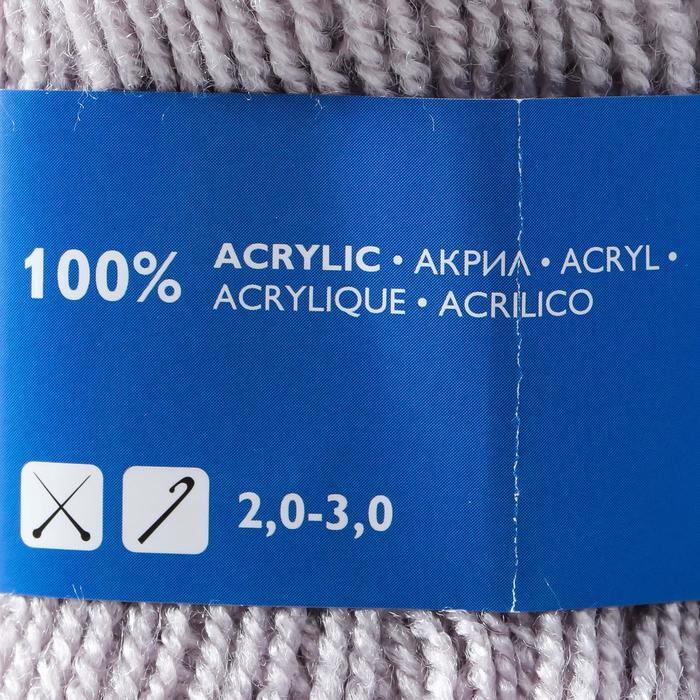 100% ACRYLIC • АКРИЛ • ACRYL •
ACRYLIQUE • ACRILICO
2,0-3,0